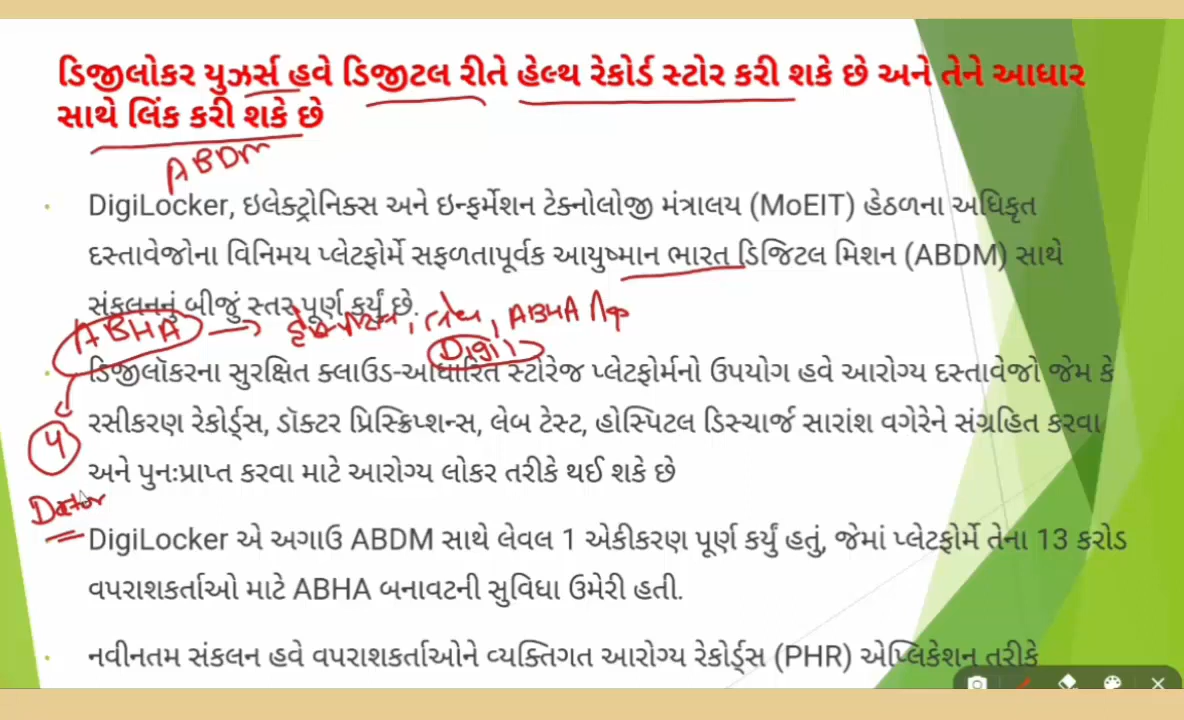 ડિજીલોકર યુઝર્સ હવે ડિજીટલ રીતે હેલ્થ રેકોર્ડ સ્ટોર કરી શકે છે અને તેને આધાર
સાથે લિંક કરી શકે છે
ABDM
DigiLocker, ઇલેક્ટ્રોનિક્સ અને ઇન્ફર્મેશન ટેક્નોલોજી મંત્રાલય (MoEIT) હેઠળના અધિકૃત
દસ્તાવેજોના વિનિમય પ્લેટફોર્મે સફળતાપૂર્વક આયુષ્માન ભારત ડિજિટલ મિશન (ABDM) સાથે
સંકલનનું બીજું સ્તર પૂર્ણ કર્યું છે.
ABHA , ABHA
Digi
ડિજીલૉકરના સુરક્ષિત ક્લાઉડ-આધારિત સ્ટોરેજ પ્લેટફોર્મનો ઉપયોગ હવે આરોગ્ય દસ્તાવેજો જેમ કે
રસીકરણ રેકોર્ડ્સ, ડૉક્ટર પ્રિસ્ક્રિપ્શન્સ, લેબ ટેસ્ટ, હોસ્પિટલ ડિસ્ચાર્જ સારાંશ વગેરેને સંગ્રહિત કરવા
અને પુનઃપ્રાપ્ત કરવા માટે આરોગ્ય લોકર તરીકે થઈ શકે છે
DigiLocker એ અગાઉ ABDM સાથે લેવલ 1 એકીકરણ પૂર્ણ કર્યું હતું, જેમાં પ્લેટફોર્મે તેના 13 કરોડ
વપરાશકર્તાઓ માટે ABHA બનાવટની સુવિધા ઉમેરી હતી.
નવીનતમ સંકલન હવે વપરાશકર્તાઓને વ્યક્તિગત આરોગ્ય રેકોર્ડ્સ (PHR) એપ્લિકેશન તરીકે